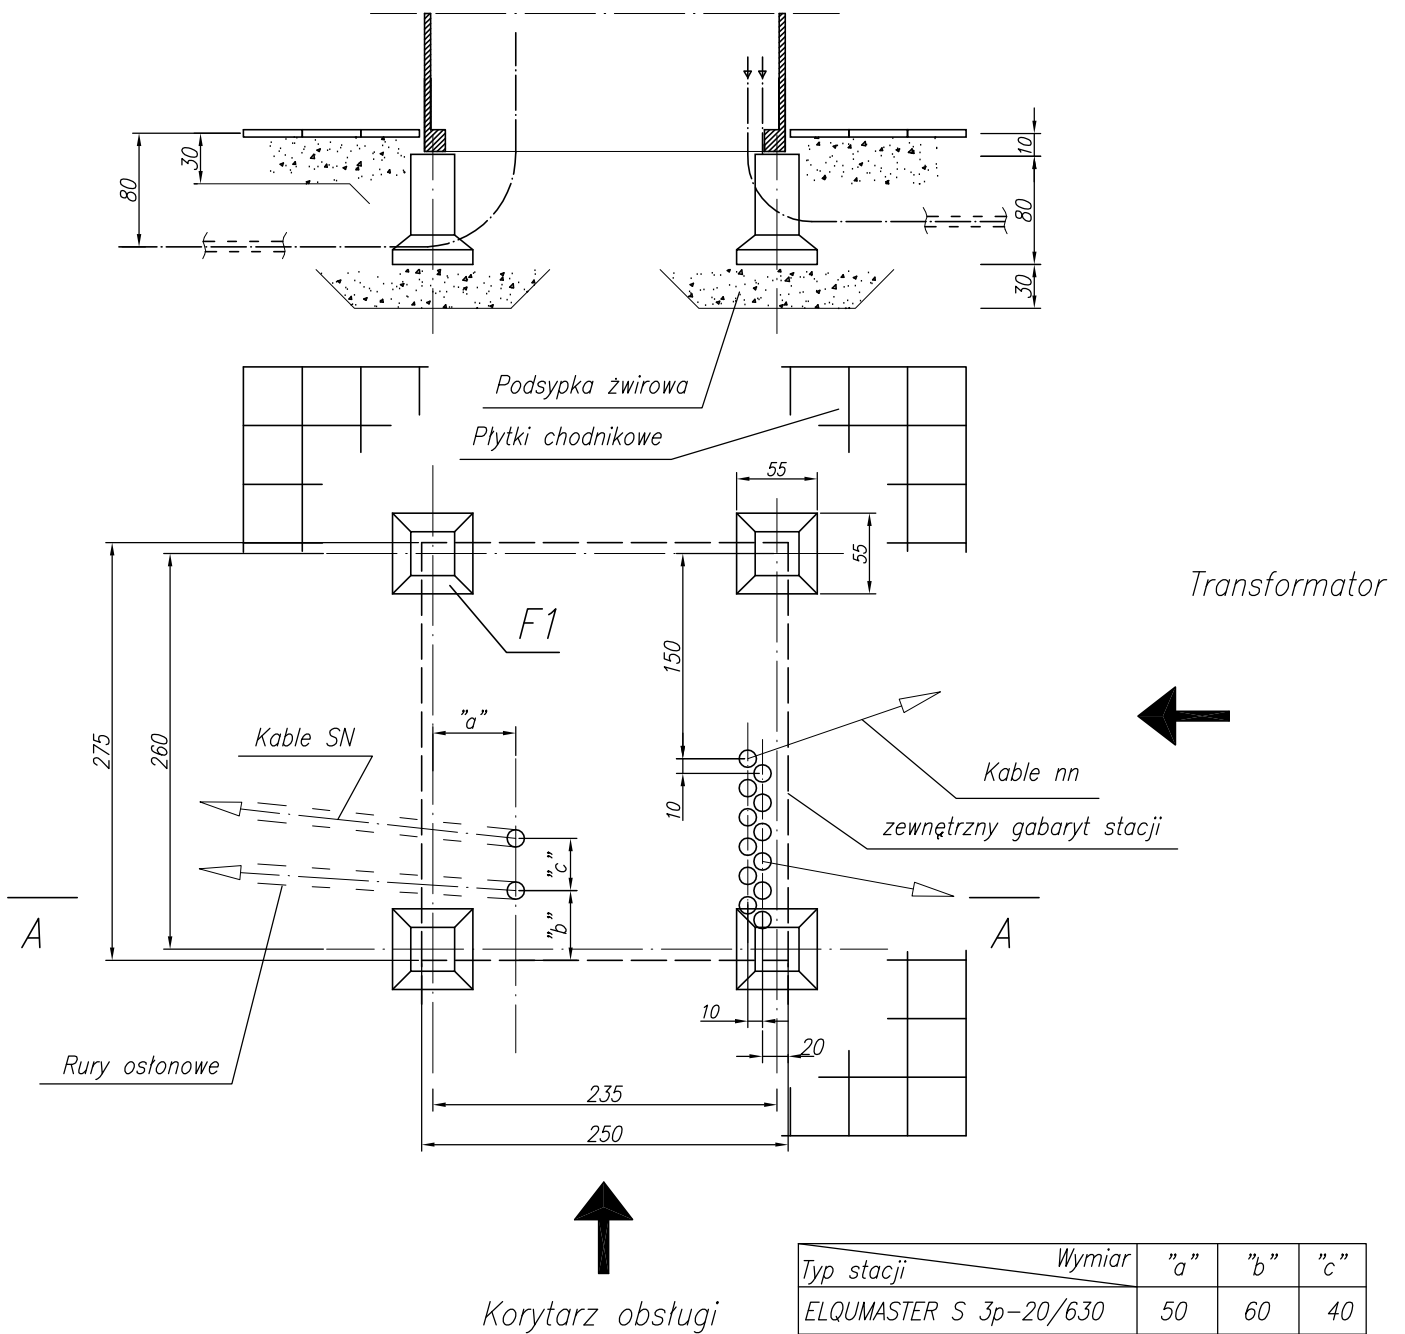 30
80
10
80
30
Podsypka żwirowa
Płytki chodnikowe
55
55
Transformator
F1
150
"a"
Kable SN
275
260
Kable nn
10
zewnętrzny gabaryt stacji
"c"
"b"
A
A
10
20
Rury osłonowe
235
250
Korytarz obsługi
Typ stacji Wymiar "a" "b" "c"
ELQUMASTER S 3p-20/630 50 60 40